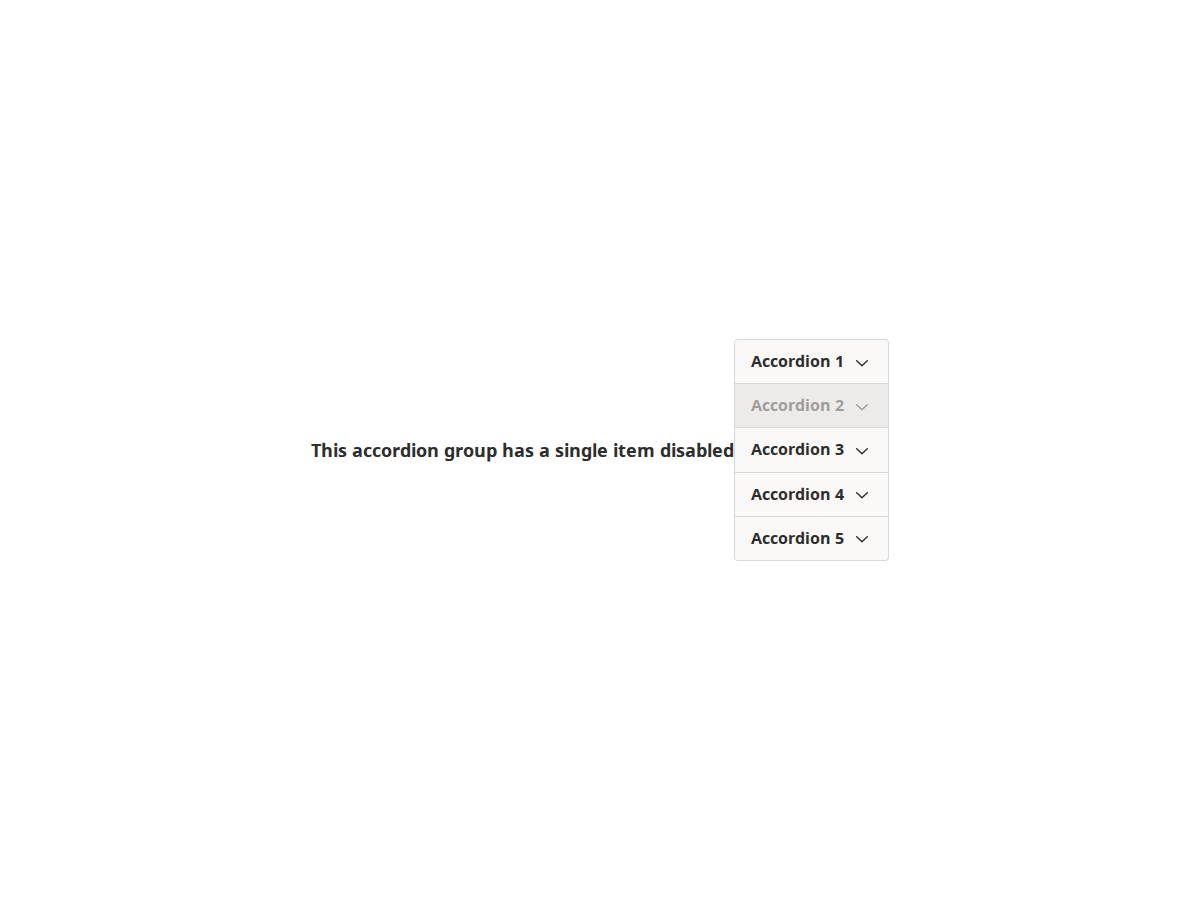 This accordion group has a single item disabled
Accordion 1
Accordion 2
Accordion 3
Accordion 4
Accordion 5